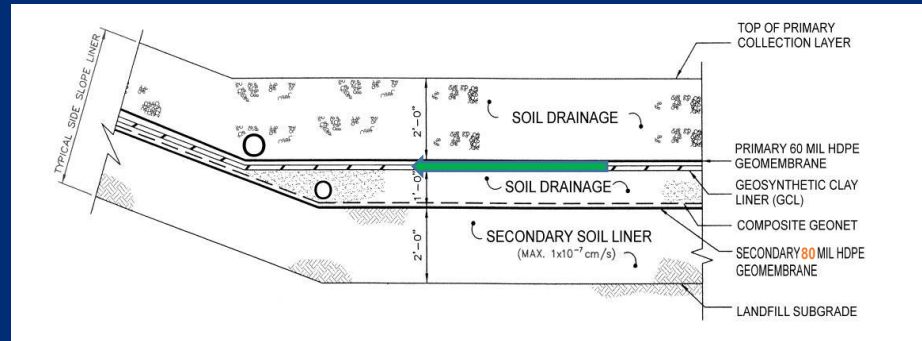 TYPICAL SIDE SLOPE LINER
TOP OF PRIMARY
COLLECTION LAYER
2'-0"
SOIL DRAINAGE
PRIMARY 60 MIL HDPE
GEOMEMBRANE
1'-0"
SOIL DRAINAGE
GEOSYNTHETIC CLAY
LINER (GCL)
COMPOSITE GEONET
2'-0"
SECONDARY SOIL LINER
(MAX. 1x10⁻⁷ cm/s)
SECONDARY 80 MIL HDPE
GEOMEMBRANE
LANDFILL SUBGRADE